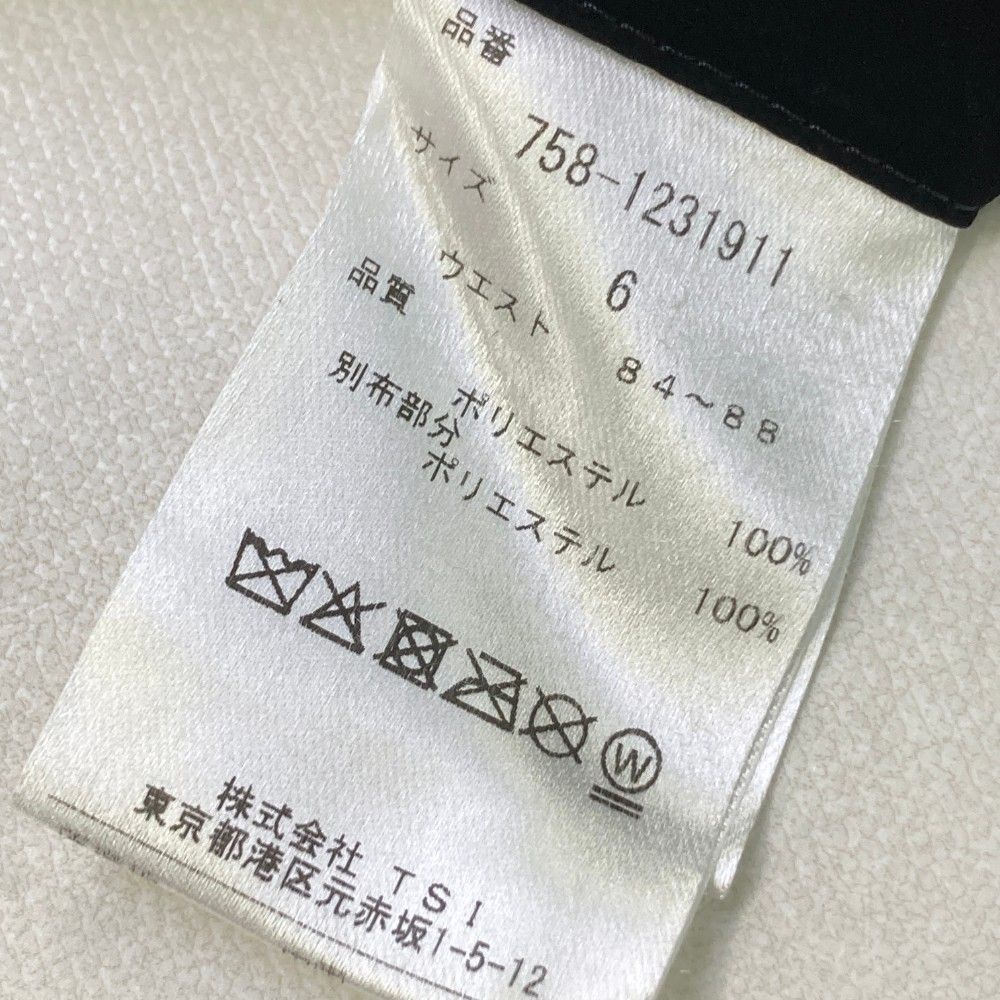 品番
758-1231911
サイズ 6
ウエスト 84～88
品質
ポリエステル 100%
別布部分
ポリエステル 100%
W
株式会社 TSI
東京都港区元赤坂1-5-12